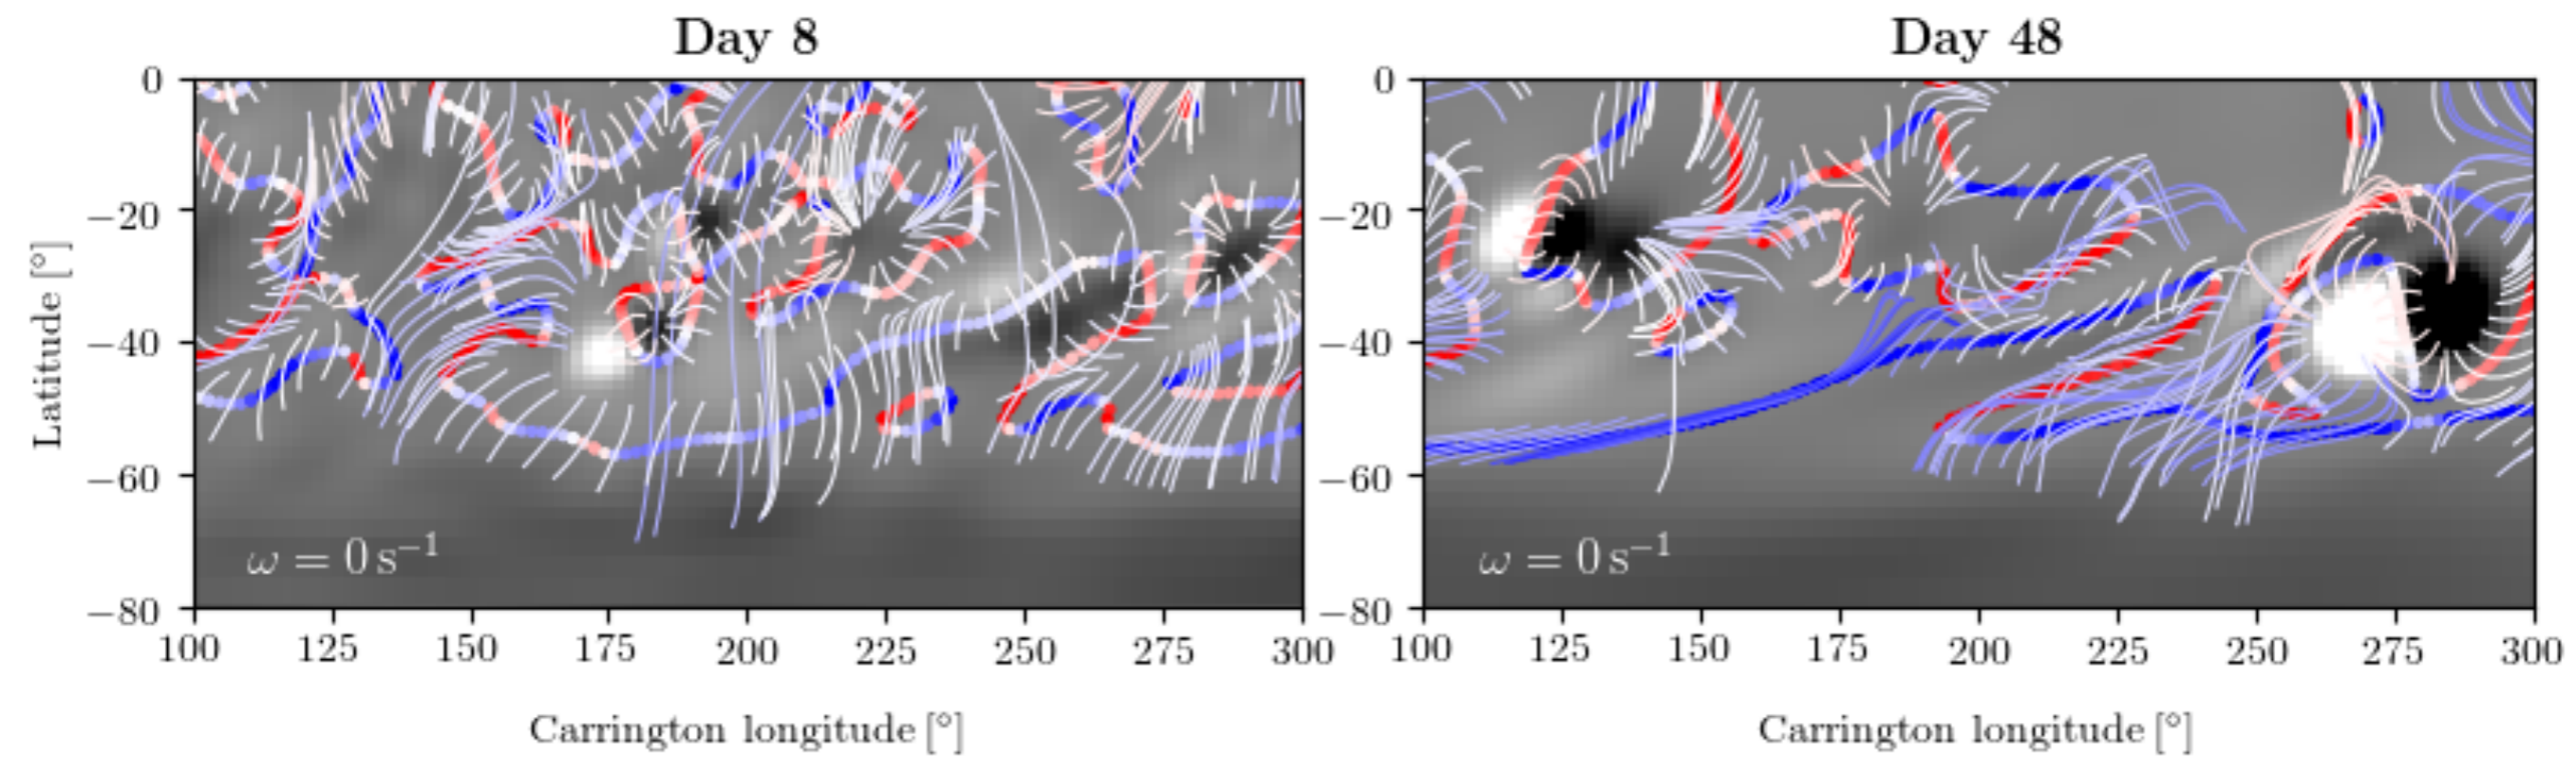 Day 8
Day 48
Latitude [°]
0
−20
−40
−60
−80
ω = 0 s⁻¹
100 125 150 175 200 225 250 275 300
Carrington longitude [°]
0
−20
−40
−60
−80
ω = 0 s⁻¹
100 125 150 175 200 225 250 275 300
Carrington longitude [°]